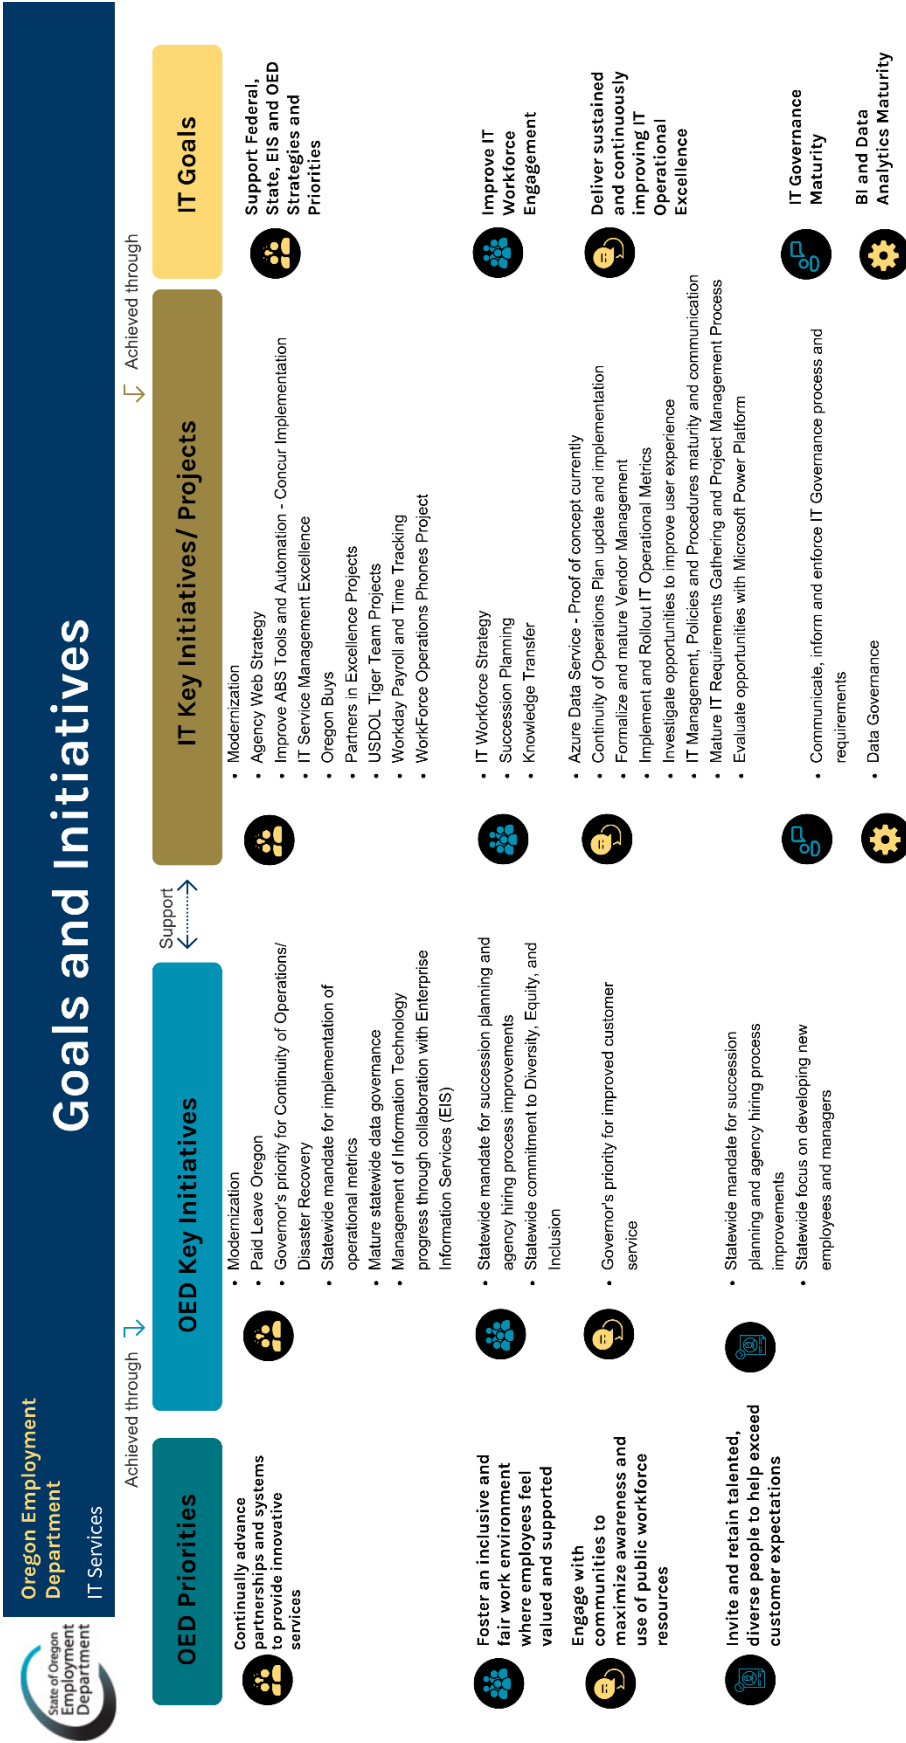 State of Oregon
Employment
Department
Oregon Employment
Department
IT Services
Goals and Initiatives
Achieved through
Support
Achieved through
OED Priorities
Continually advance
partnerships and systems
to provide innovative
services
Foster an inclusive and
fair work environment
where employees feel
valued and supported
Engage with
communities to
maximize awareness and
use of public workforce
resources
Invite and retain talented,
diverse people to help exceed
customer expectations
OED Key Initiatives
• Modernization
• Paid Leave Oregon
• Governor's priority for Continuity of Operations/
Disaster Recovery
• Statewide mandate for implementation of
operational metrics
• Mature statewide data governance
• Management of Information Technology
progress through collaboration with Enterprise
Information Services (EIS)
• Statewide mandate for succession planning and
agency hiring process improvements
• Statewide commitment to Diversity, Equity, and
Inclusion
• Governor's priority for improved customer
service
• Statewide mandate for succession
planning and agency hiring process
improvements
• Statewide focus on developing new
employees and managers
IT Key Initiatives/ Projects
• Modernization
• Agency Web Strategy
• Improve ABS Tools and Automation - Concur Implementation
• IT Service Management Excellence
• Oregon Buys
• Partners in Excellence Projects
• USDOL Tiger Team Projects
• Workday Payroll and Time Tracking
• WorkForce Operations Phones Project
• IT Workforce Strategy
• Succession Planning
• Knowledge Transfer
• Azure Data Service - Proof of concept currently
• Continuity of Operations Plan update and implementation
• Formalize and mature Vendor Management
• Implement and Rollout IT Operational Metrics
• Investigate opportunities to improve user experience
• IT Management, Policies and Procedures maturity and communication
• Mature IT Requirements Gathering and Project Management Process
• Evaluate opportunities with Microsoft Power Platform
• Communicate, inform and enforce IT Governance process and
requirements
• Data Governance
IT Goals
Support Federal,
State, EIS and OED
Strategies and
Priorities
Improve IT
Workforce
Engagement
Deliver sustained
and continuously
improving IT
Operational
Excellence
IT Governance
Maturity
BI and Data
Analytics Maturity